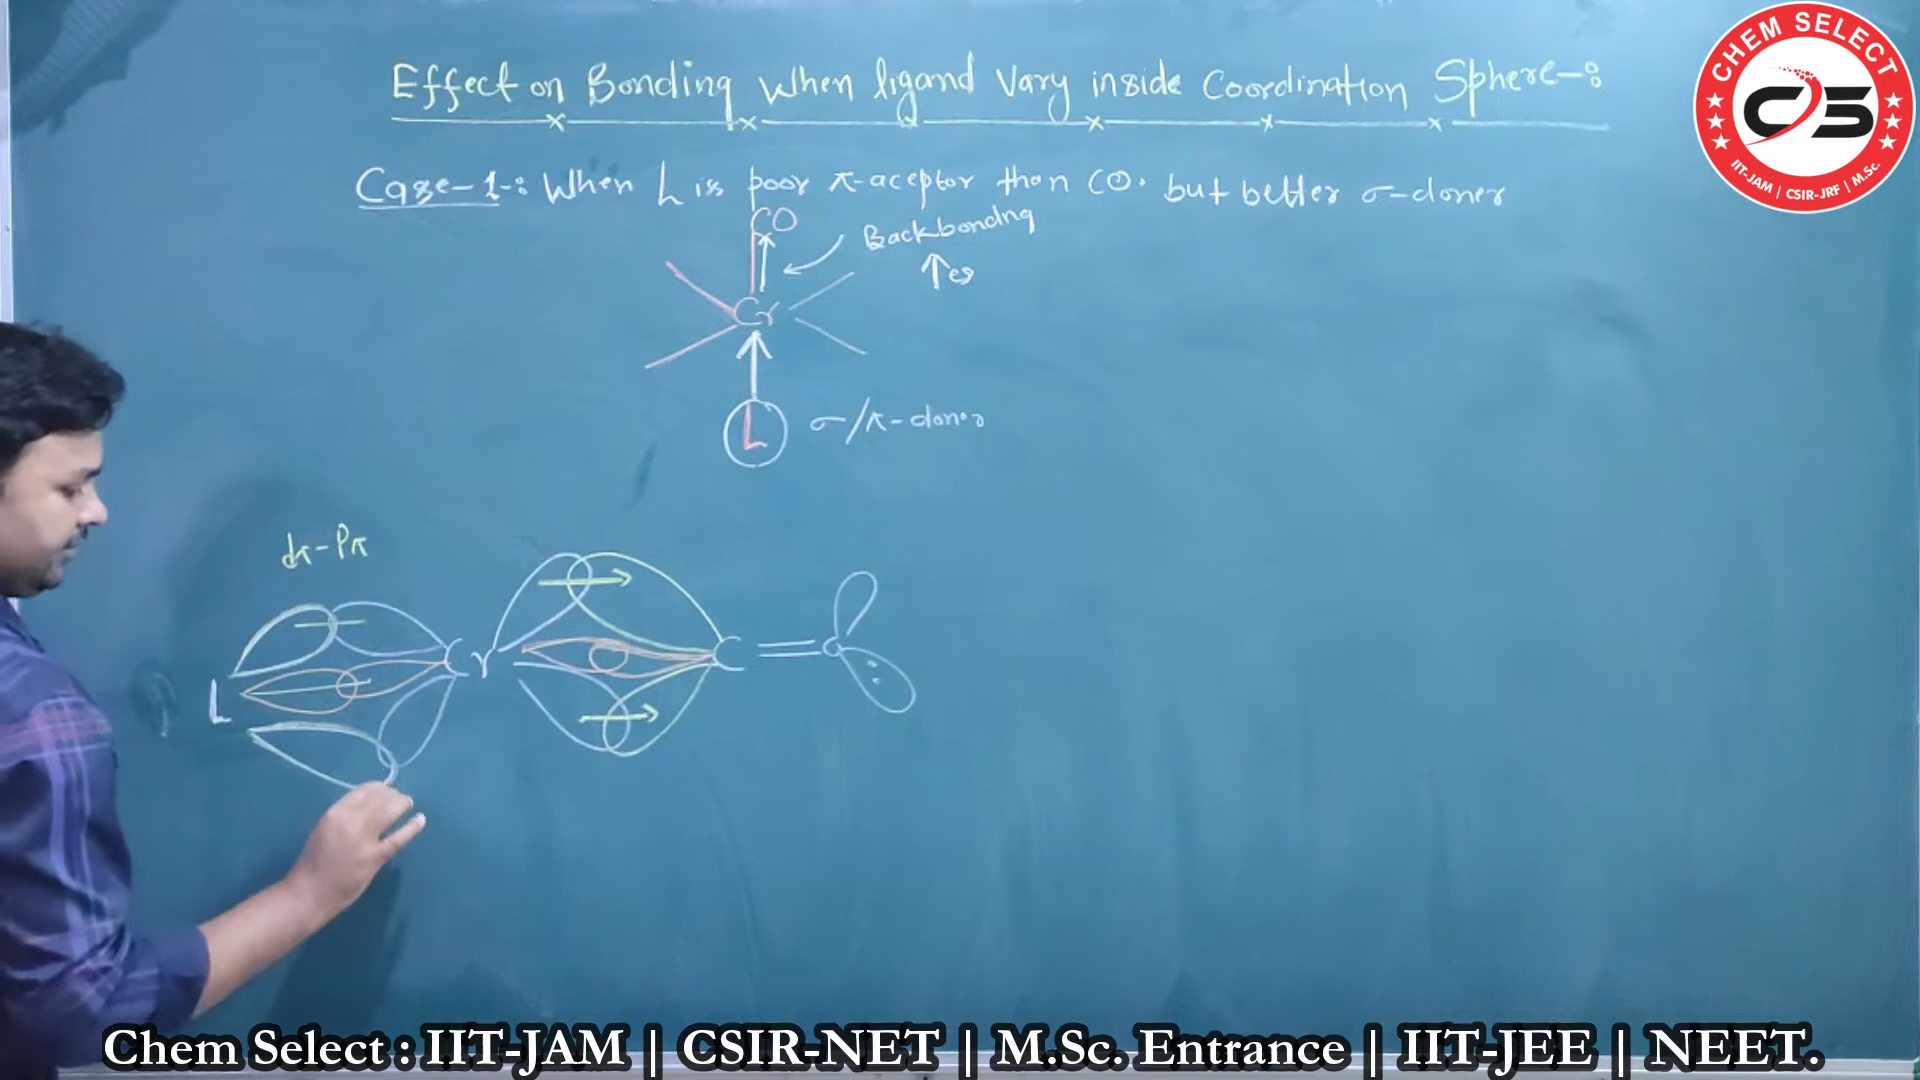 Effect on Bonding When ligand Vary inside Coordination Sphere-:
Case-1-: When L is poor π-aceptor than CO. but better σ-doner
CO
Backbonding
↑es
Cr
L σ/π-doner
dπ-Pπ
L Cr C = O
CHEM SELECT
CS
IIT-JAM | CSIR-JRF | M.Sc.
Chem Select : IIT-JAM | CSIR-NET | M.Sc. Entrance | IIT-JEE | NEET.